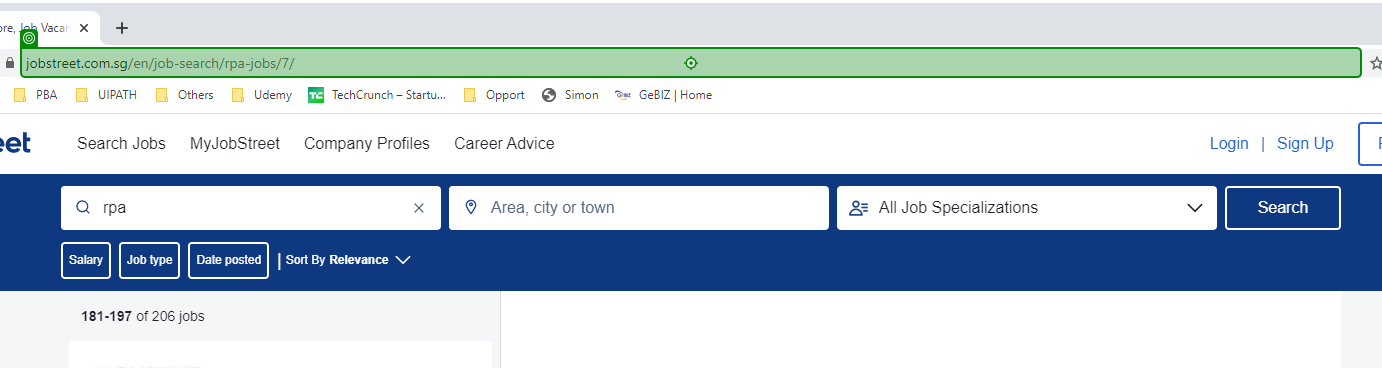 ore, Job Vacan
jobstreet.com.sg/en/job-search/rpa-jobs/7/
PBA UIPATH Others Udemy TechCrunch – Startu... Opport Simon GeBIZ | Home
eet Search Jobs MyJobStreet Company Profiles Career Advice Login | Sign Up
rpa Area, city or town All Job Specializations Search
Salary Job type Date posted | Sort By Relevance
181-197 of 206 jobs